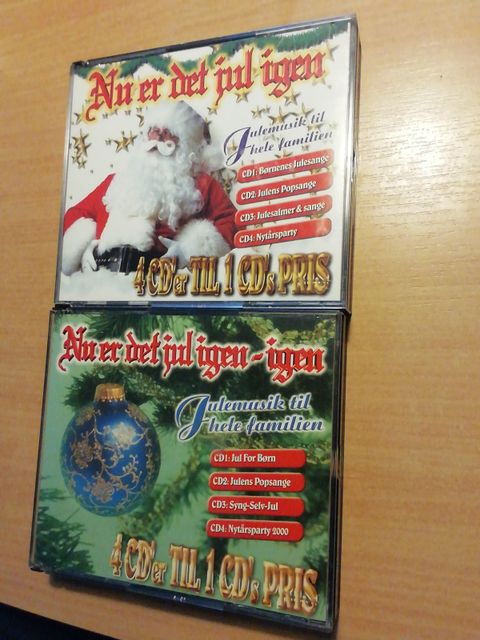 Nu er det jul igen
Julemusik til
hele familien
CD1: Børnenes Julesange
CD2: Julens Popsange
CD3: Julesalmer & sange
CD4: Nytårsparty
4 CD'er TIL 1 CD's PRIS
Nu er det jul igen - igen
Julemusik til
hele familien
CD1: Jul For Børn
CD2: Julens Popsange
CD3: Syng-Selv-Jul
CD4: Nytårsparty 2000
4 CD'er TIL 1 CD's PRIS